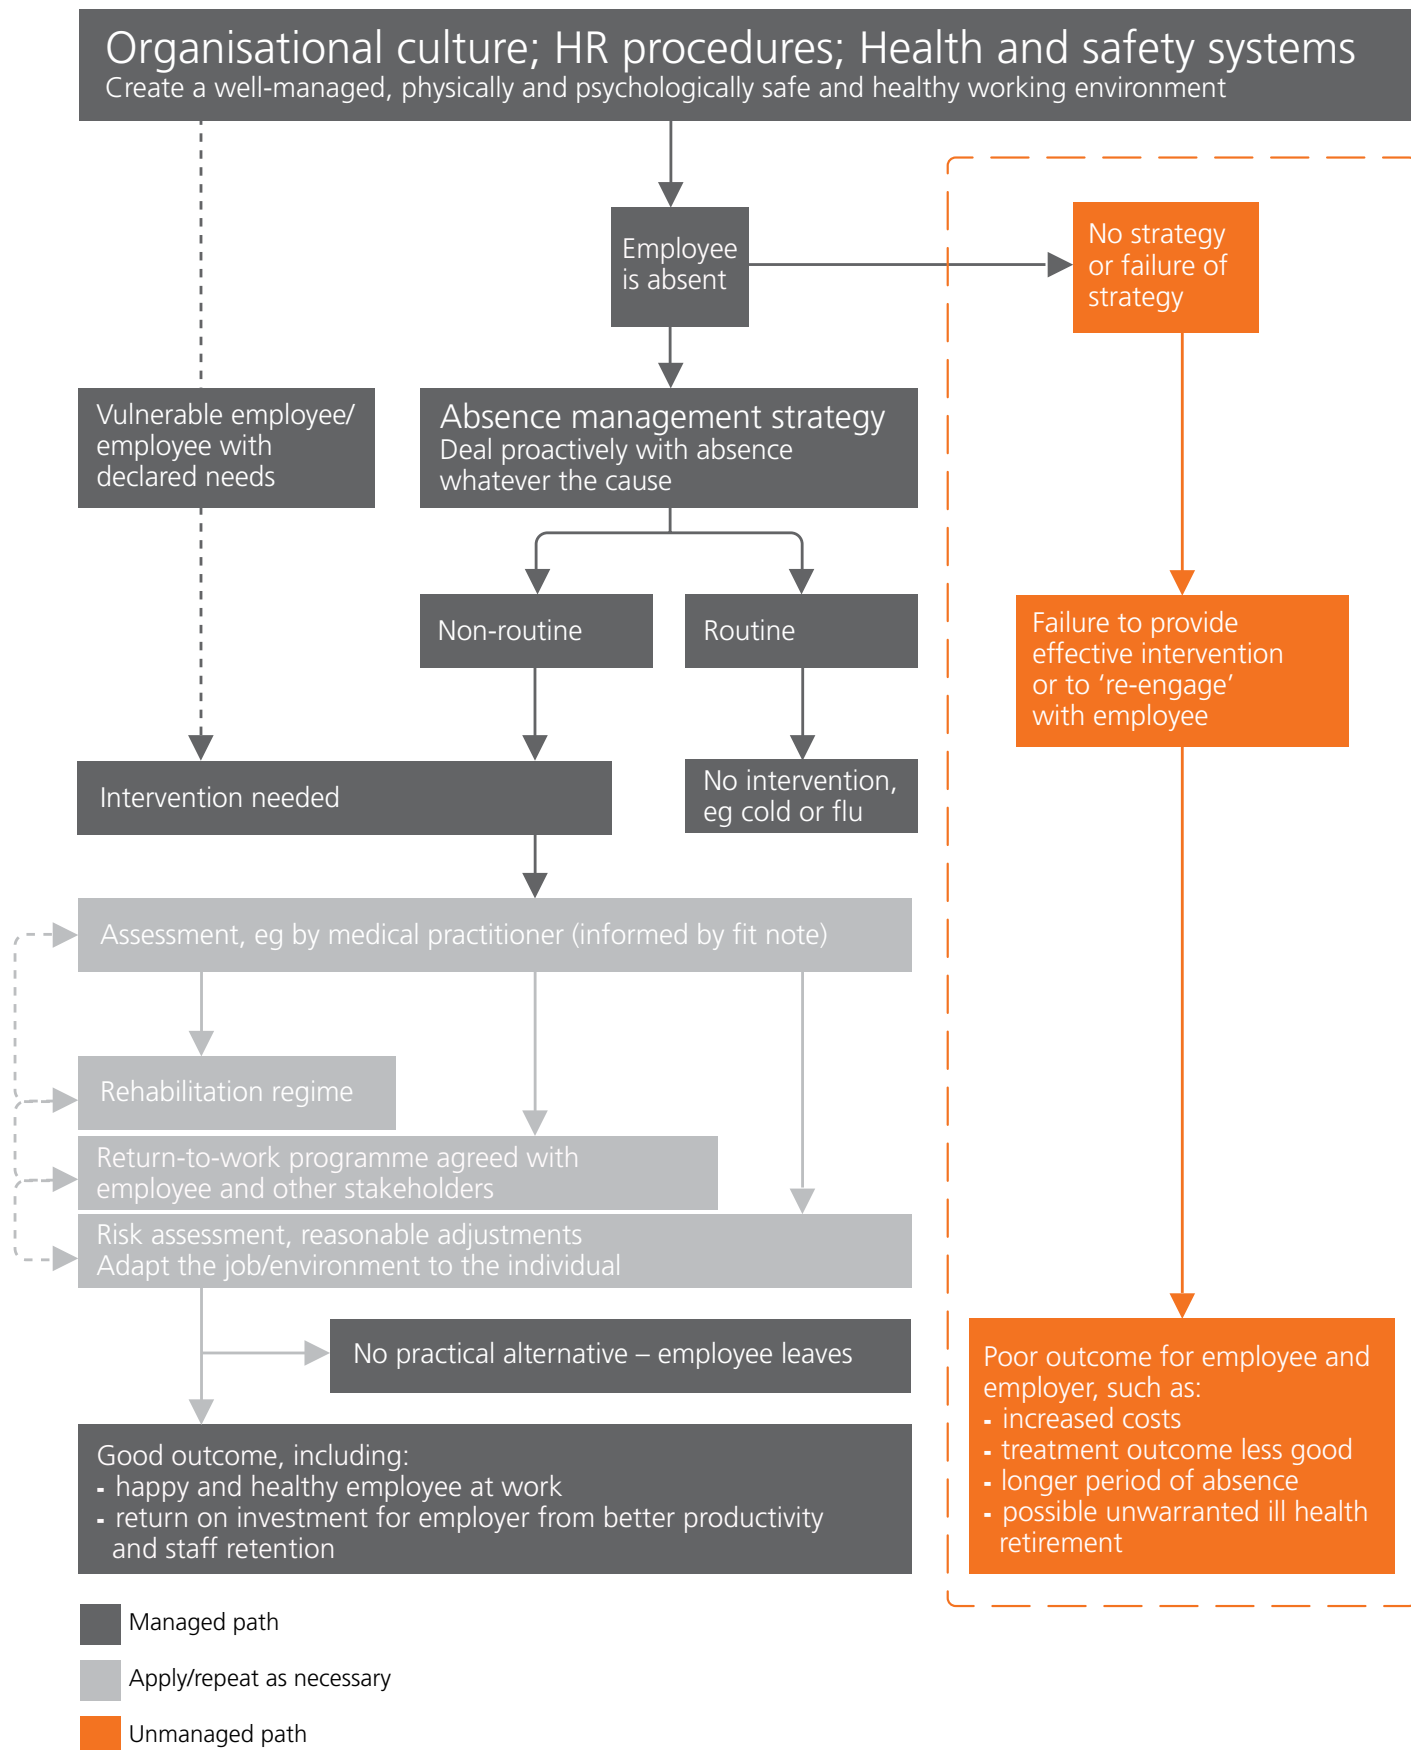 Organisational culture; HR procedures; Health and safety systems
Create a well-managed, physically and psychologically safe and healthy working environment
Employee
is absent
No strategy
or failure of
strategy
Vulnerable employee/
employee with
declared needs
Absence management strategy
Deal proactively with absence
whatever the cause
Non-routine
Routine
Failure to provide
effective intervention
or to ‘re-engage’
with employee
Intervention needed
No intervention,
eg cold or flu
Assessment, eg by medical practitioner (informed by fit note)
Rehabilitation regime
Return-to-work programme agreed with
employee and other stakeholders
Risk assessment, reasonable adjustments
Adapt the job/environment to the individual
No practical alternative – employee leaves
Poor outcome for employee and
employer, such as:
- increased costs
- treatment outcome less good
- longer period of absence
- possible unwarranted ill health
retirement
Good outcome, including:
- happy and healthy employee at work
- return on investment for employer from better productivity
and staff retention
Managed path
Apply/repeat as necessary
Unmanaged path